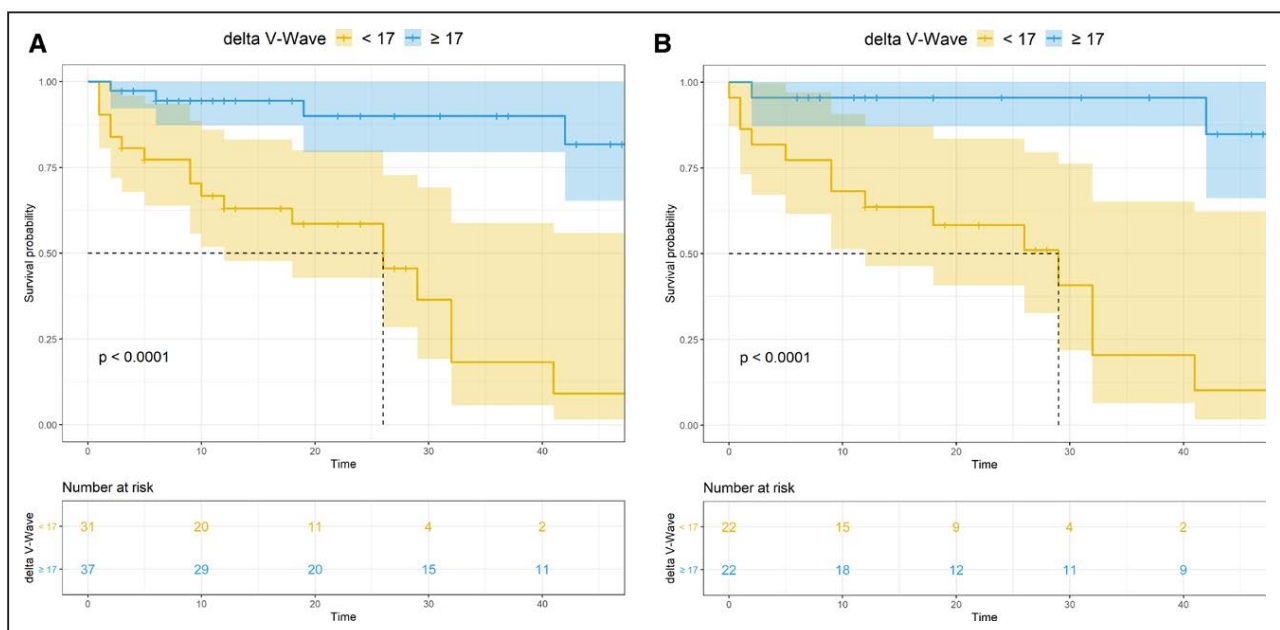 A
delta V-Wave < 17 ≥ 17
Survival probability
1.00
0.75
0.50
0.25
0.00
p < 0.0001
0 10 20 30 40
Time
Number at risk
delta V-Wave
< 17 31 20 11 4 2
≥ 17 37 29 20 15 11
0 10 20 30 40
Time
B
delta V-Wave < 17 ≥ 17
Survival probability
1.00
0.75
0.50
0.25
0.00
p < 0.0001
0 10 20 30 40
Time
Number at risk
delta V-Wave
< 17 22 15 9 4 2
≥ 17 22 18 12 11 9
0 10 20 30 40
Time